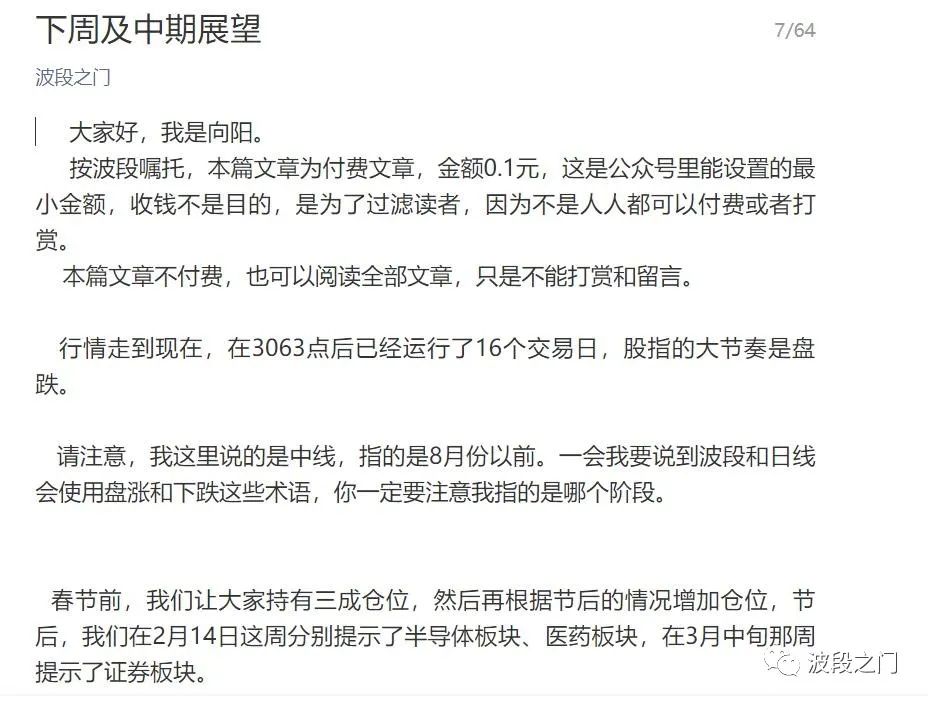 下周及中期展望
7/64
波段之门
大家好，我是向阳。
按波段嘱托，本篇文章为付费文章，金额0.1元，这是公众号里能设置的最
小金额，收钱不是目的，是为了过滤读者，因为不是人人都可以付费或者打
赏。
本篇文章不付费，也可以阅读全部文章，只是不能打赏和留言。
行情走到现在，在3063点后已经运行了16个交易日，股指的大节奏是盘
跌。
请注意，我这里说的是中线，指的是8月份以前。一会我要说到波段和日线
会使用盘涨和下跌这些术语，你一定要注意我指的是哪个阶段。
春节前，我们让大家持有三成仓位，然后再根据节后的情况增加仓位，节
后，我们在2月14日这周分别提示了半导体板块、医药板块，在3月中旬那周
提示了证券板块。
波段之门